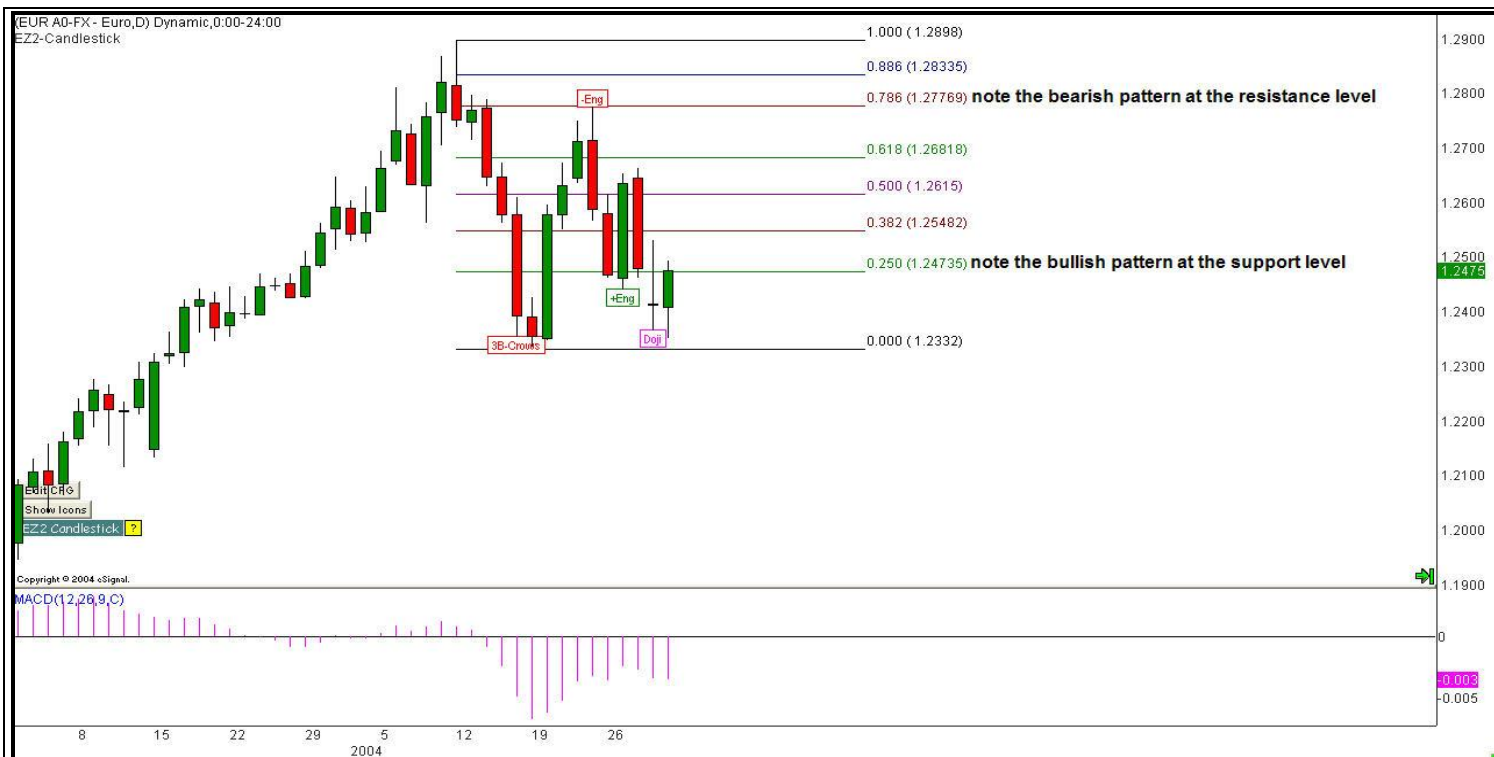 (EUR A0-FX - Euro,D) Dynamic,0:00-24:00
EZ2-Candlestick
1.000 (1.2898)
1.2900
0.886 (1.28335)
-Eng
0.786 (1.27769) note the bearish pattern at the resistance level
1.2800
0.618 (1.26818)
1.2700
0.500 (1.2615)
1.2600
0.382 (1.25482)
0.250 (1.24735) note the bullish pattern at the support level
1.2500
1.2475
+Eng
1.2400
3B-Crows
Doji
0.000 (1.2332)
1.2300
1.2200
1.2100
Edit CRG
Show Icons
EZ2 Candlestick ?
1.2000
Copyright © 2004 eSignal.
1.1900
MACD(12,26,9,C)
0
-0.003
-0.005
8 15 22 29 5 12 19 26
2004